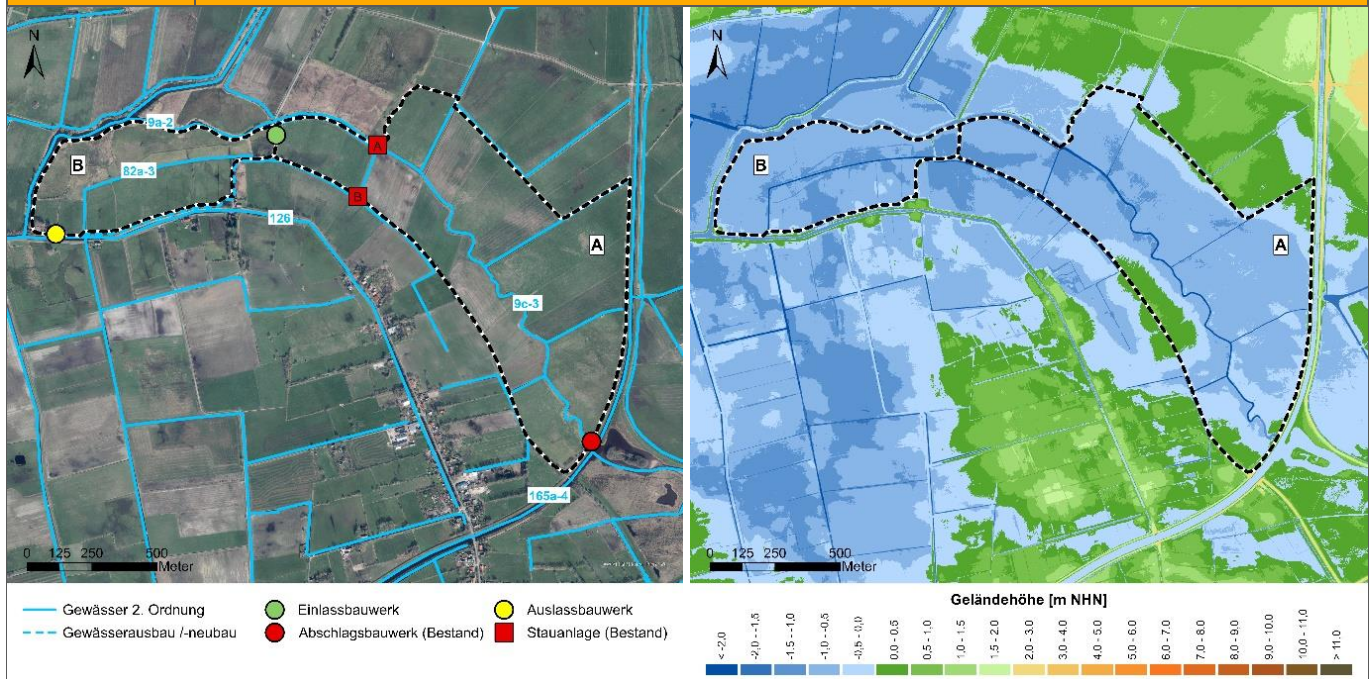 N
9a-2
A
B
82a-3
B
126
A
9c-3
165a-4
0 125 250 500
Meter
N
B
A
0 125 250 500
Meter
Gewässer 2. Ordnung
Gewässerausbau /-neubau
Einlassbauwerk
Abschlagsbauwerk (Bestand)
Auslassbauwerk
Stauanlage (Bestand)
Geländehöhe [m NHN]
< -2.0
-2,0 - -1,5
-1,5 - -1,0
-1,0 - -0,5
-0,5 - 0,0
0.0 - 0.5
0,5 - 1,0
1,0 - 1,5
1,5 - 2,0
2.0 - 3.0
3.0 - 4.0
4.0 - 5.0
5.0 - 6.0
6.0 - 7.0
7.0 - 8.0
8.0 - 9.0
9.0 - 10.0
10,0 - 11.0
> 11.0